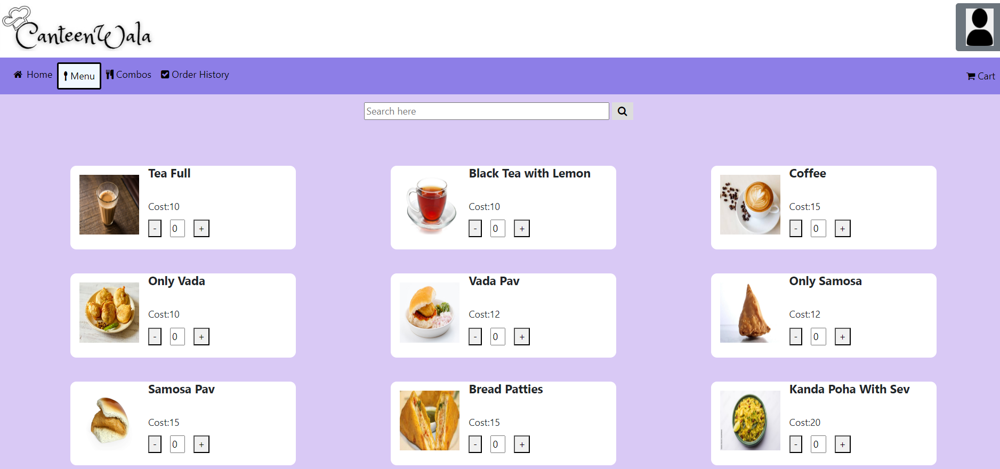 CanteenWala
Home
Menu
Combos
Order History
Cart
Search here
Tea Full
Cost:10
- 0 +
Black Tea with Lemon
Cost:10
- 0 +
Coffee
Cost:15
- 0 +
Only Vada
Cost:10
- 0 +
Vada Pav
Cost:12
- 0 +
Only Samosa
Cost:12
- 0 +
Samosa Pav
Cost:15
- 0 +
Bread Patties
Cost:15
- 0 +
Kanda Poha With Sev
Cost:20
- 0 +